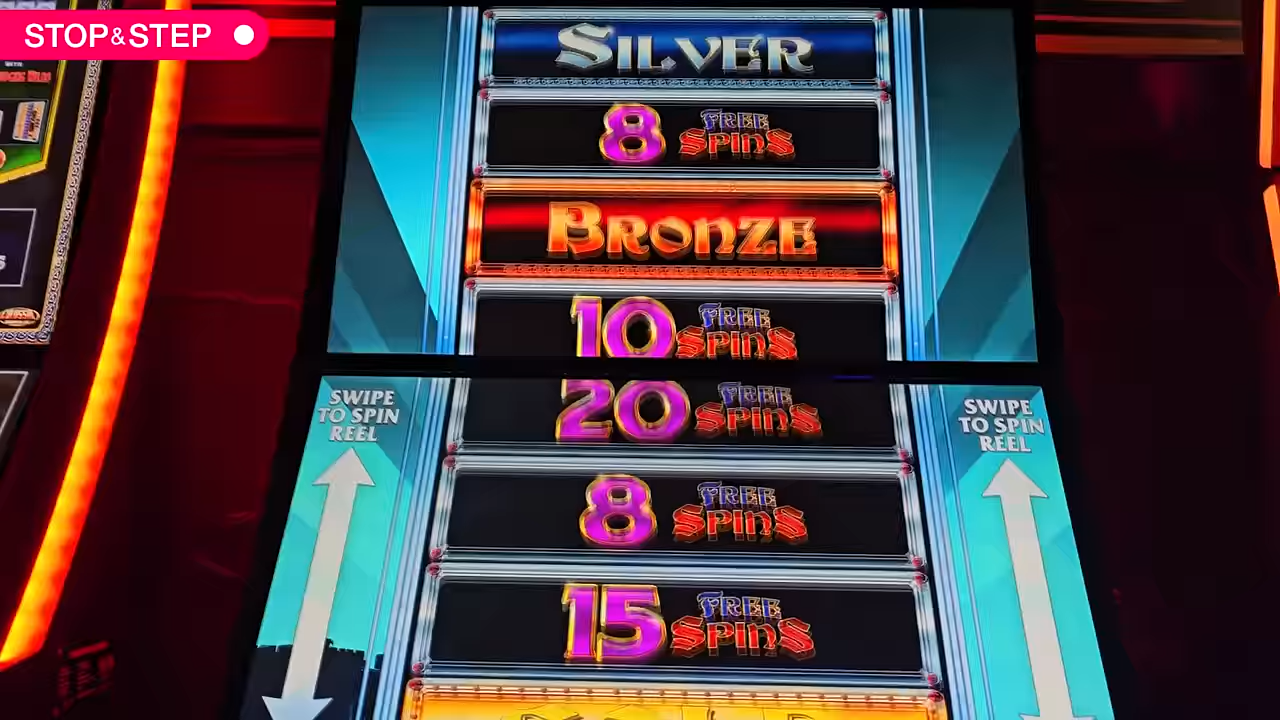 STOP&STEP
SILVER
8 FREE SPINS
BRONZE
10 FREE SPINS
20 FREE SPINS
SWIPE TO SPIN REEL
SWIPE TO SPIN REEL
8 FREE SPINS
15 FREE SPINS